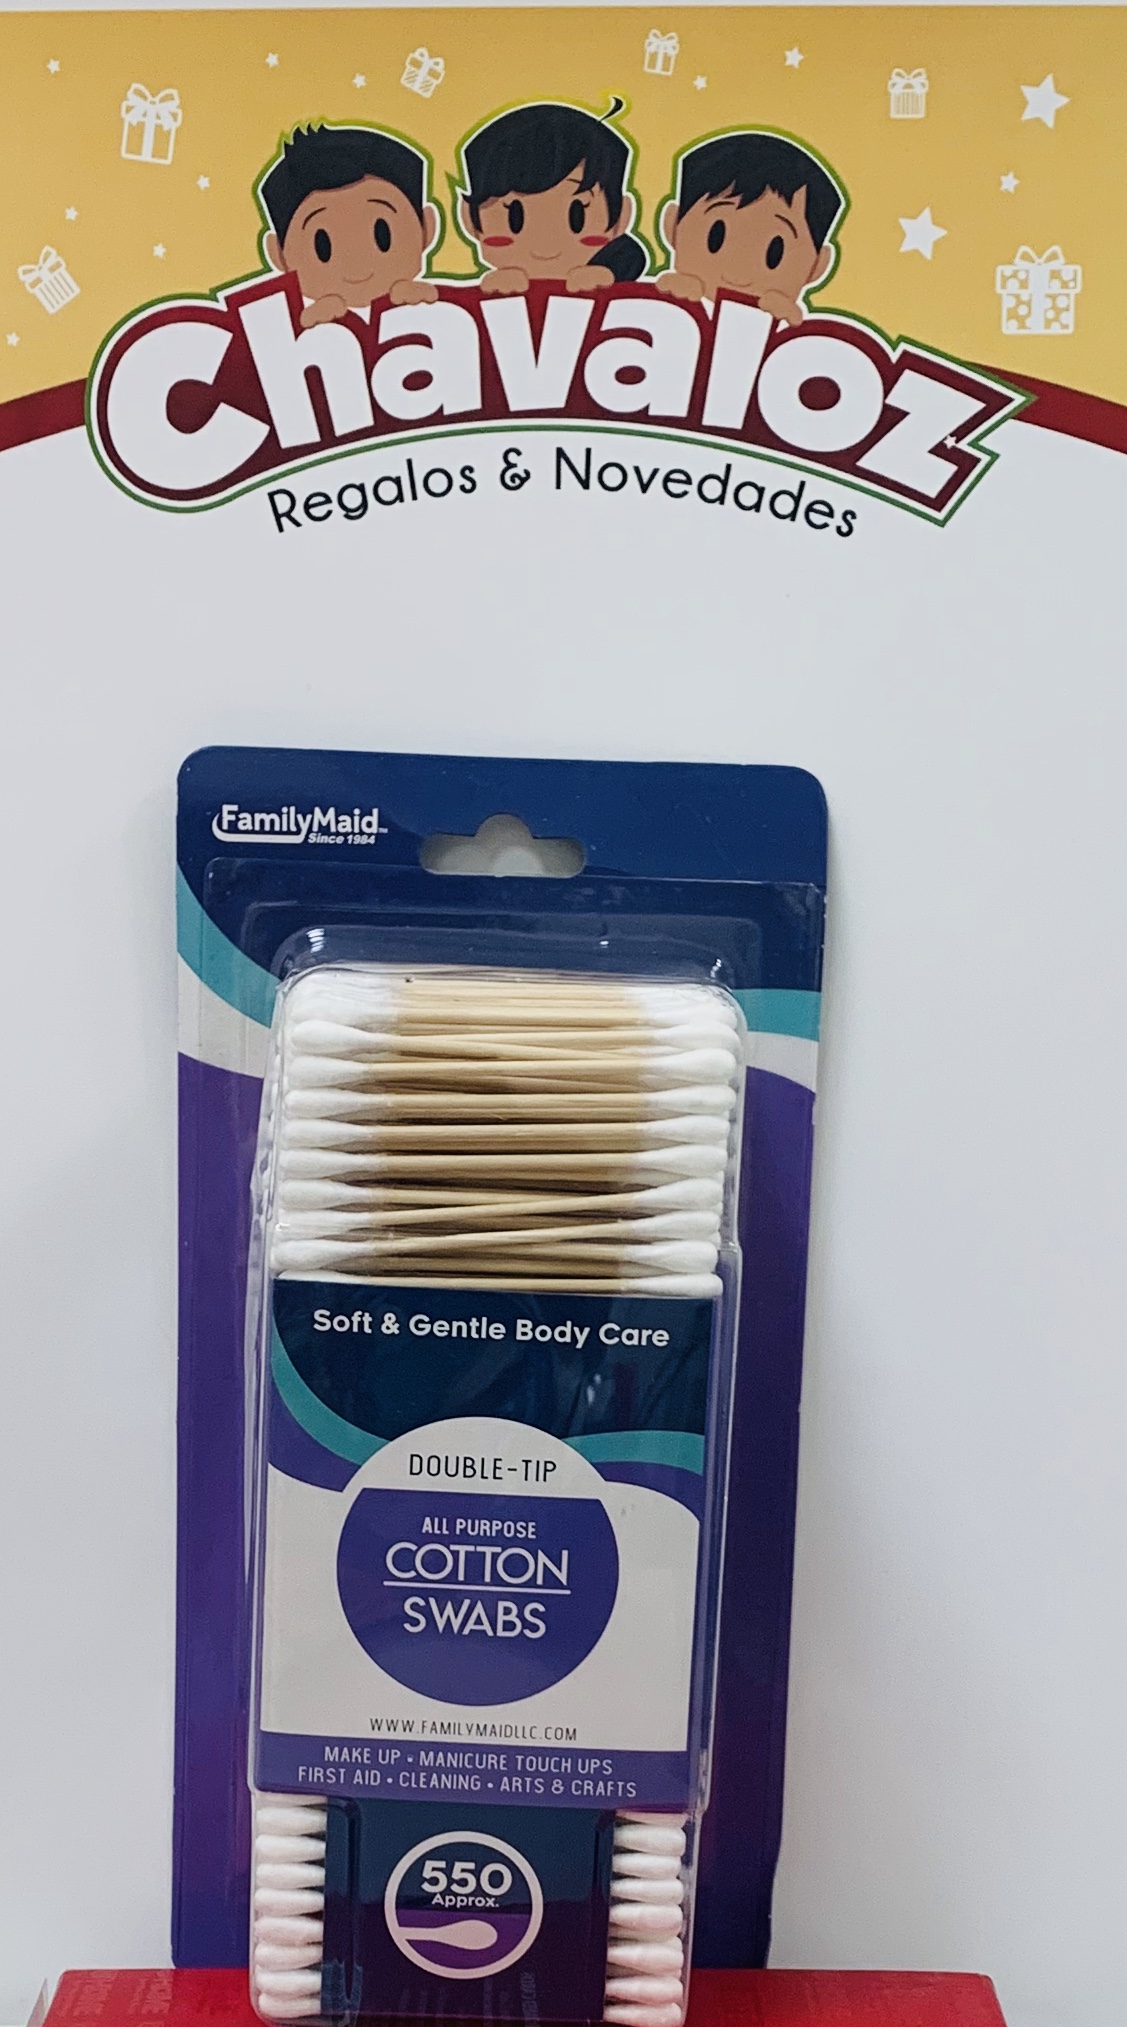 Chavaloz
Regalos & Novedades
FamilyMaid™
Since 1984
Soft & Gentle Body Care
DOUBLE-TIP
ALL PURPOSE
COTTON
SWABS
WWW.FAMILYMAIDLLC.COM
MAKE UP • MANICURE TOUCH UPS
FIRST AID • CLEANING • ARTS & CRAFTS
550
Approx.